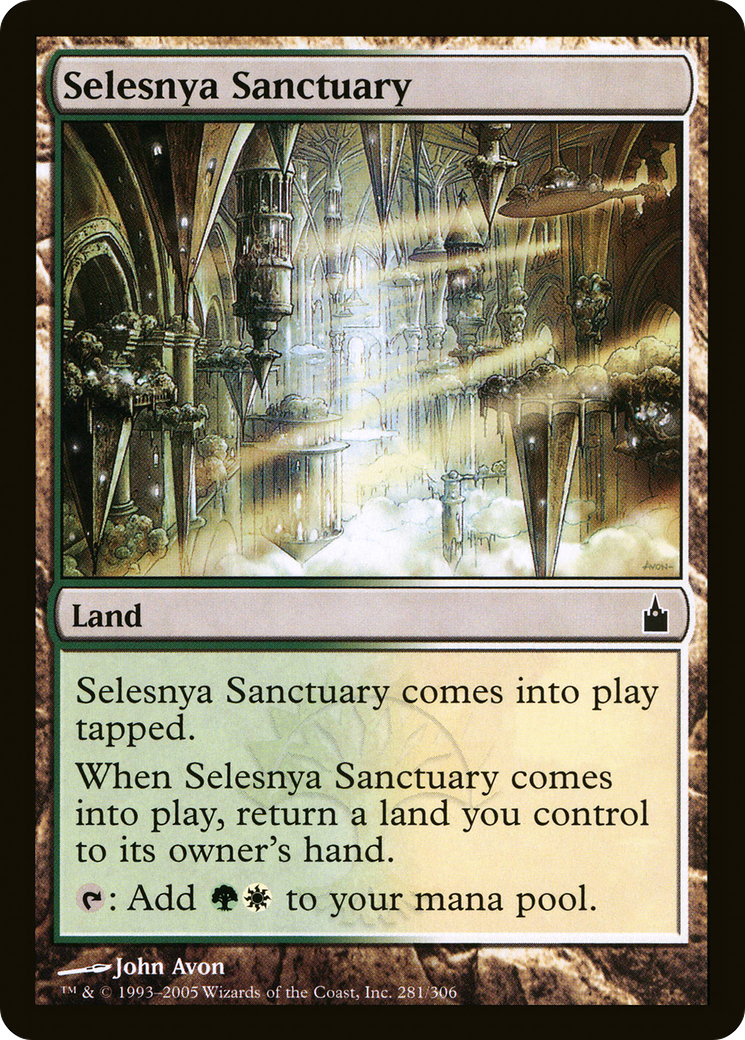 Selesnya Sanctuary
AVON
Land
Selesnya Sanctuary comes into play
tapped.
When Selesnya Sanctuary comes
into play, return a land you control
to its owner's hand.
: Add to your mana pool.
John Avon
™ & © 1993–2005 Wizards of the Coast, Inc. 281/306